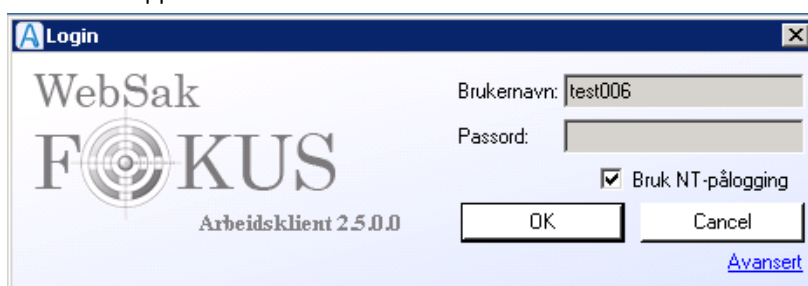 Login
WebSak
FOKUS
Arbeidsklient 2.5.0.0
Brukernavn: test006
Passord:
Bruk NT-pålogging
OK Cancel
Avansert